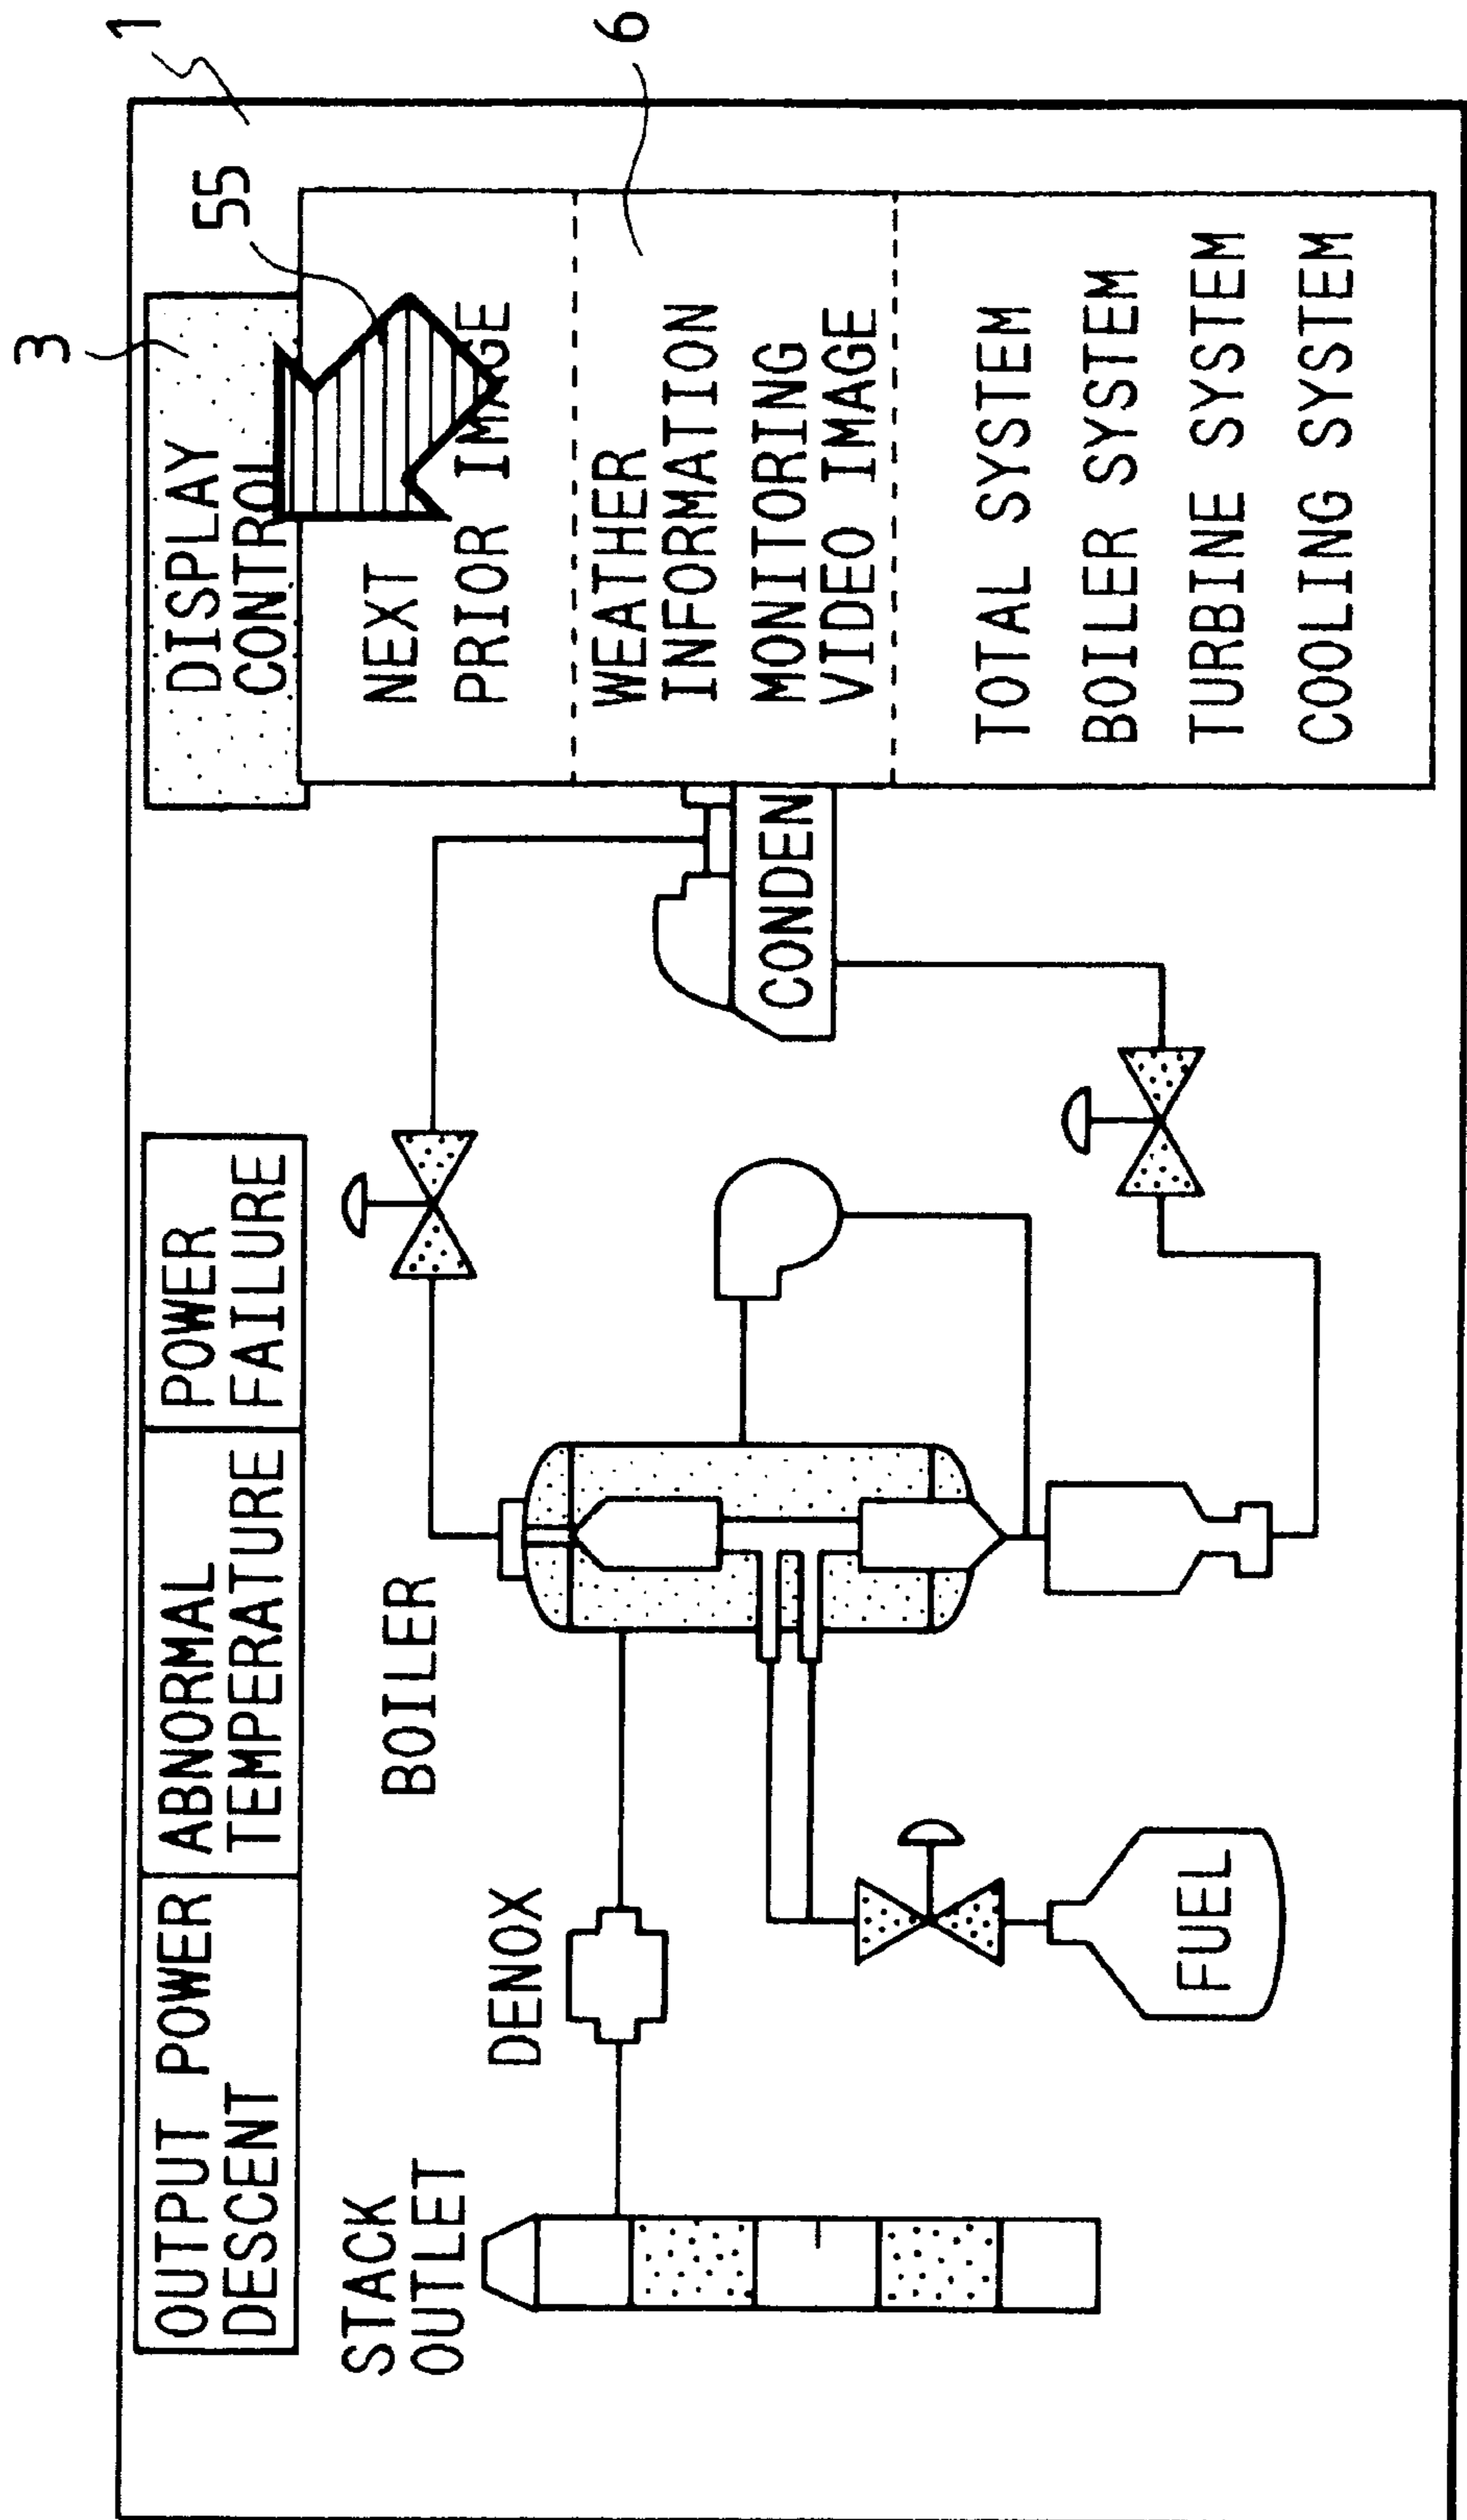 1
3
55
6
OUTPUT POWER
DESCENT
ABNORMAL
TEMPERATURE
POWER
FAILURE
DISPLAY
CONTROL
NEXT
PRIOR IMAGE
WEATHER
INFORMATION
MONITORING
VIDEO IMAGE
TOTAL SYSTEM
BOILER SYSTEM
TURBINE SYSTEM
COOLING SYSTEM
STACK
OUTLET
DENOX
BOILER
CONDEN
FUEL